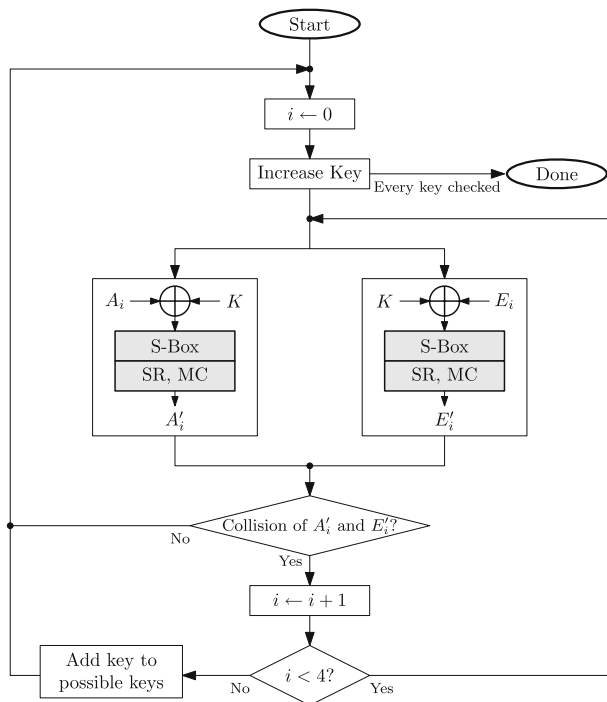 Start
i ← 0
Increase Key
Every key checked
Done
A_i
K
K
E_i
S-Box
SR, MC
A'_i
S-Box
SR, MC
E'_i
Collision of A'_i and E'_i?
No
Yes
i ← i + 1
Add key to
possible keys
i < 4?
No
Yes